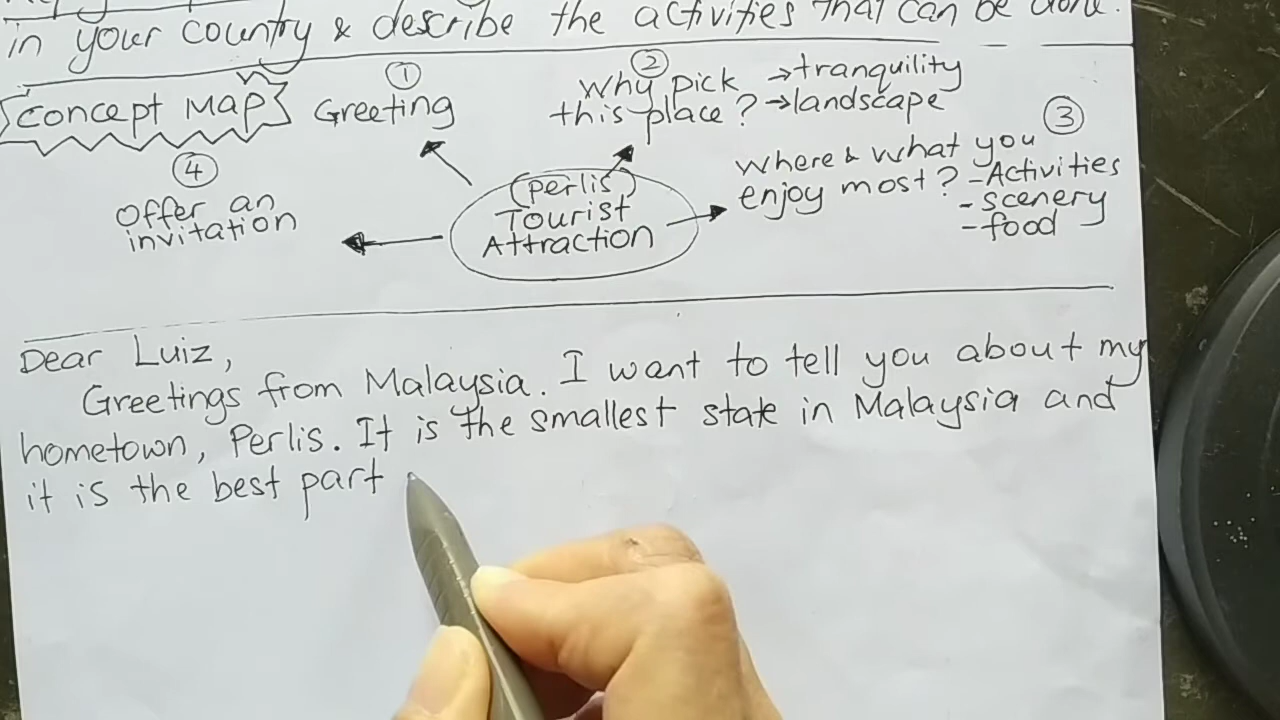 in your country & describe the activities that can be done.
Concept Map
① Greeting
② Why pick this place?
→ tranquility
→ landscape
③ Where & what you enjoy most?
- Activities
- scenery
- food
④ Offer an invitation
(Perlis)
Tourist
Attraction
Dear Luiz,
Greetings from Malaysia. I want to tell you about my
hometown, Perlis. It is the smallest state in Malaysia and
it is the best part